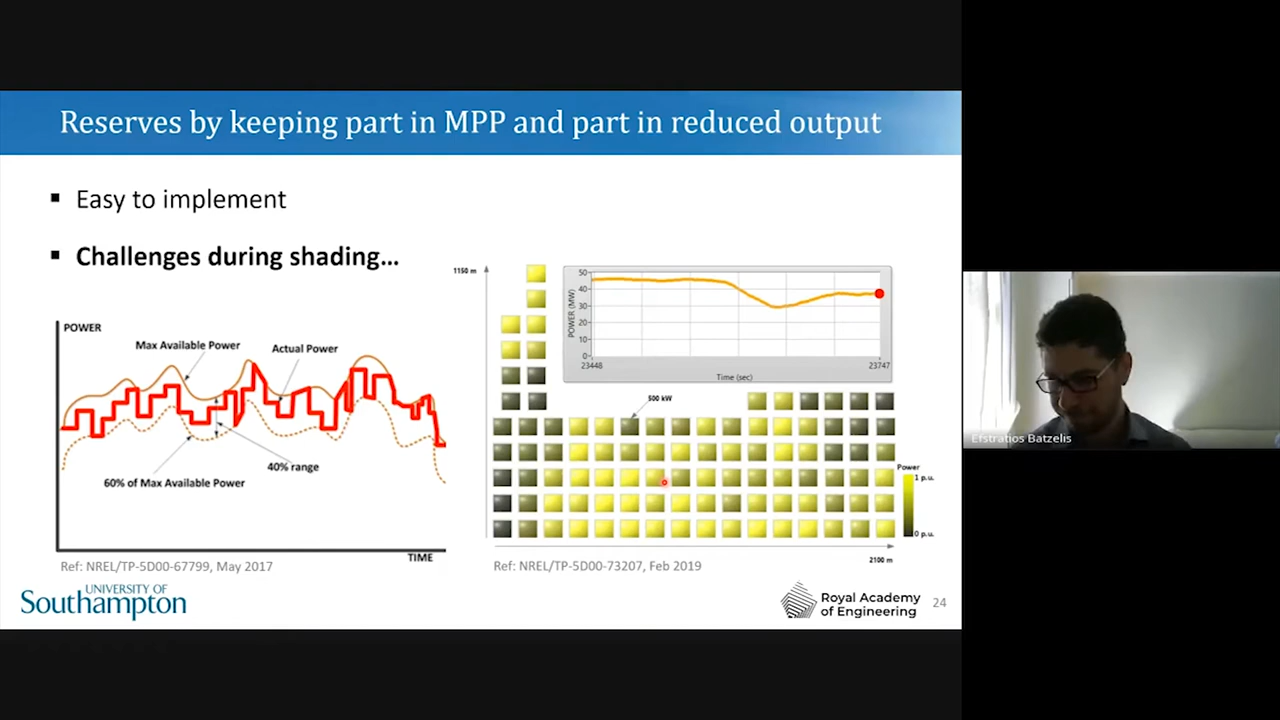 Reserves by keeping part in MPP and part in reduced output
Easy to implement
Challenges during shading...
POWER
Max Available Power
Actual Power
40% range
60% of Max Available Power
TIME
Ref: NREL/TP-5D00-67799, May 2017
1150 m
POWER (MW)
50
40
30
20
10
0
23448
23747
Time (sec)
500 kW
Power
1 p.u.
0 p.u.
2100 m
Ref: NREL/TP-5D00-73207, Feb 2019
UNIVERSITY OF
Southampton
Royal Academy
of Engineering
24
Efstratios Batzelis